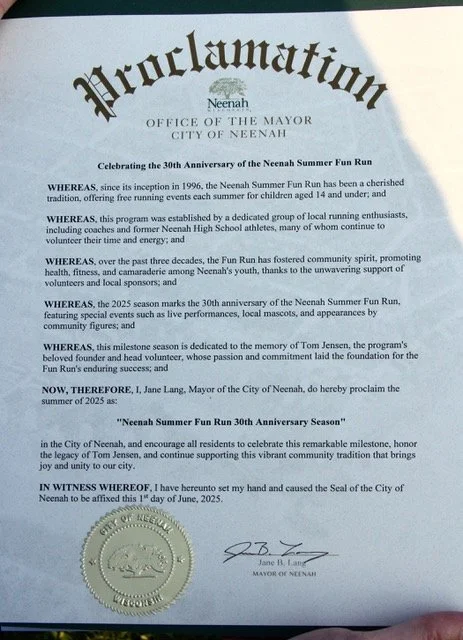 Proclamation
Neenah
WISCONSIN
OFFICE OF THE MAYOR
CITY OF NEENAH
Celebrating the 30th Anniversary of the Neenah Summer Fun Run
WHEREAS, since its inception in 1996, the Neenah Summer Fun Run has been a cherished
tradition, offering free running events each summer for children aged 14 and under; and
WHEREAS, this program was established by a dedicated group of local running enthusiasts,
including coaches and former Neenah High School athletes, many of whom continue to
volunteer their time and energy; and
WHEREAS, over the past three decades, the Fun Run has fostered community spirit, promoting
health, fitness, and camaraderie among Neenah's youth, thanks to the unwavering support of
volunteers and local sponsors; and
WHEREAS, the 2025 season marks the 30th anniversary of the Neenah Summer Fun Run,
featuring special events such as live performances, local mascots, and appearances by
community figures; and
WHEREAS, this milestone season is dedicated to the memory of Tom Jensen, the program's
beloved founder and head volunteer, whose passion and commitment laid the foundation for the
Fun Run's enduring success; and
NOW, THEREFORE, I, Jane Lang, Mayor of the City of Neenah, do hereby proclaim the
summer of 2025 as:
"Neenah Summer Fun Run 30th Anniversary Season"
in the City of Neenah, and encourage all residents to celebrate this remarkable milestone, honor
the legacy of Tom Jensen, and continue supporting this vibrant community tradition that brings
joy and unity to our city.
IN WITNESS WHEREOF, I have hereunto set my hand and caused the Seal of the City of
Neenah to be affixed this 1st day of June, 2025.
CITY OF NEENAH
WISCONSIN
Jane B. Lang
Jane B. Lang
MAYOR OF NEENAH